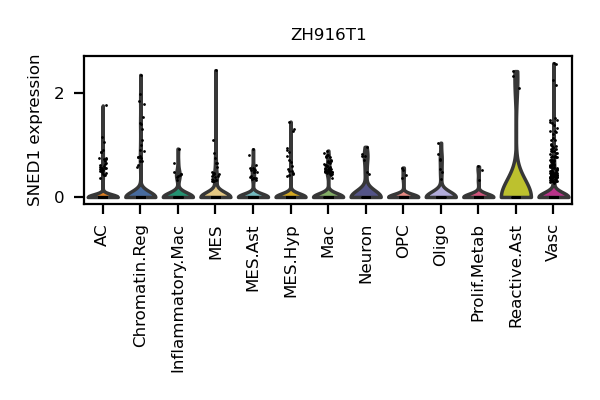 ZH916T1
SNED1 expression
2
0
AC
Chromatin.Reg
Inflammatory.Mac
MES
MES.Ast
MES.Hyp
Mac
Neuron
OPC
Oligo
Prolif.Metab
Reactive.Ast
Vasc